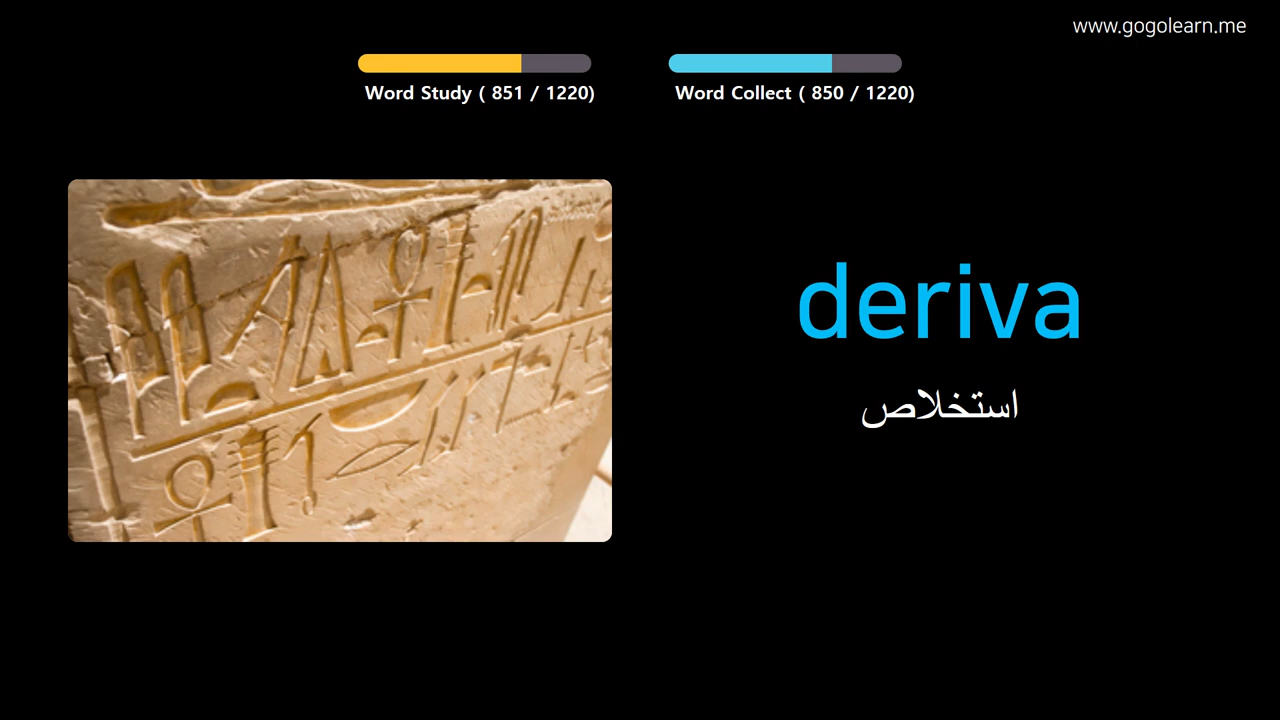 www.gogolearn.me
Word Study ( 851 / 1220)
Word Collect ( 850 / 1220)
deriva
استخلاص